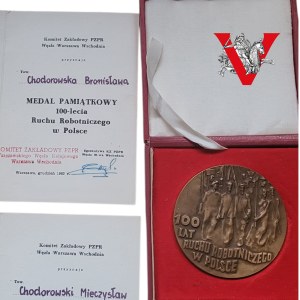 Komitet Zakładowy PZPR
Węzła Warszawa Wschodnia
Tow. Chodorowska Bronisława
MEDAL PAMIĄTKOWY
100-lecia
Ruchu Robotniczego
w Polsce
KOMITET ZAKŁADOWY PZPR
Warszawa Wschodnia
Warszawa, grudzień
Komitet Zakładowy PZPR
Węzła Warszawa Wschodnia
Tow. Chodorowski Mieczysław
V
100
LAT
RUCHU ROBOTNICZEGO
W POLSCE